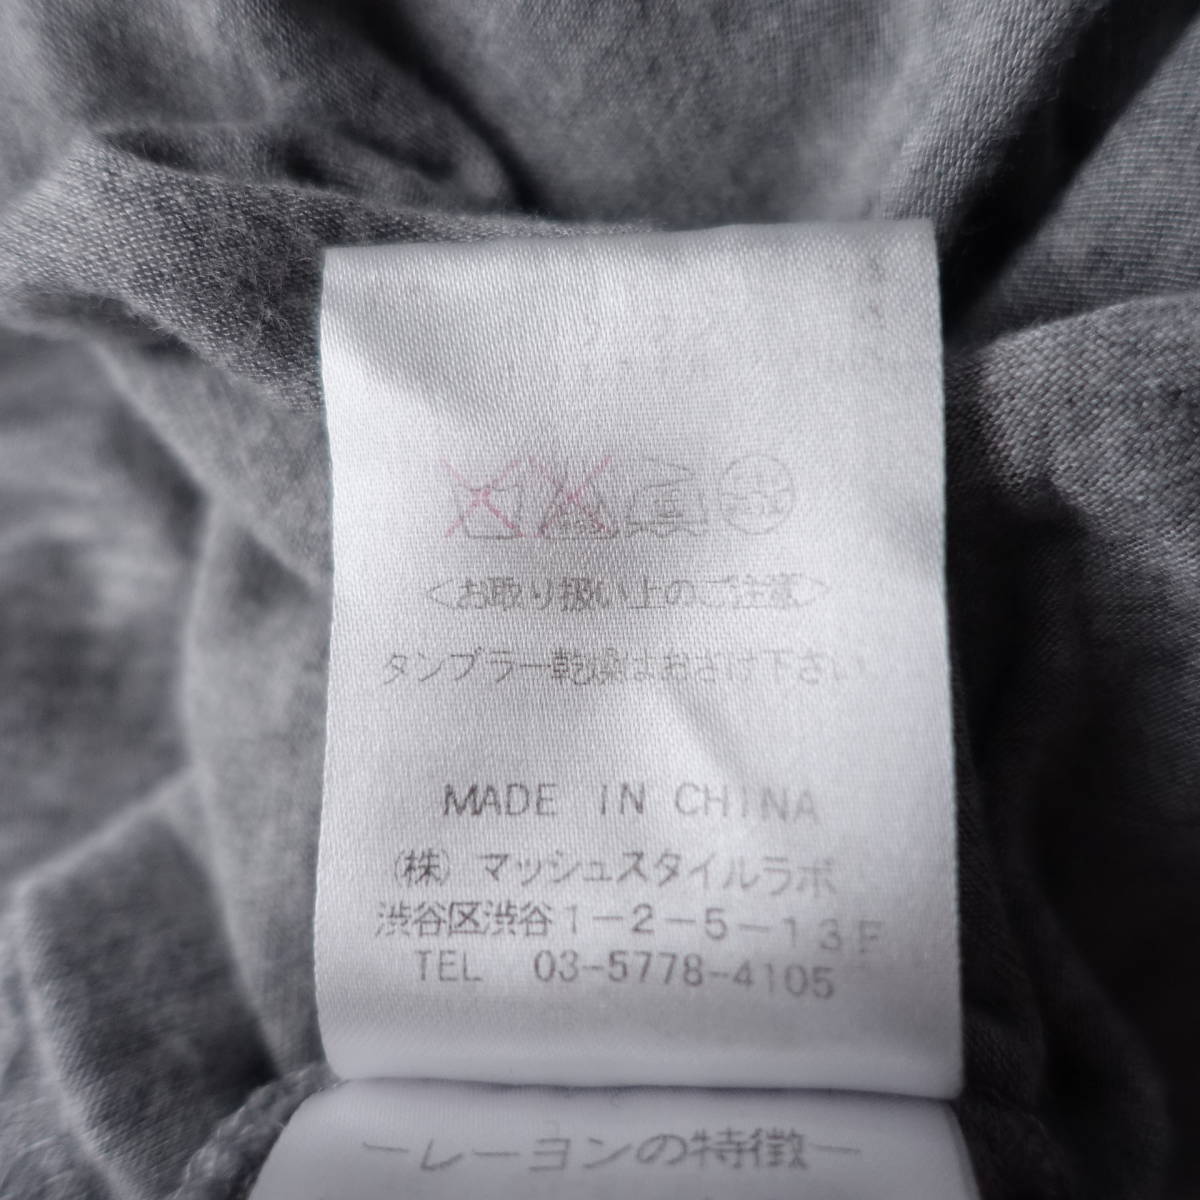 <お取り扱い上のご注意>
タンブラー乾燥はおさけ下さい
MADE IN CHINA
(株)マッシュスタイルラボ
渋谷区渋谷1-2-5-13F
TEL 03-5778-4105
ーレーヨンの特徴ー